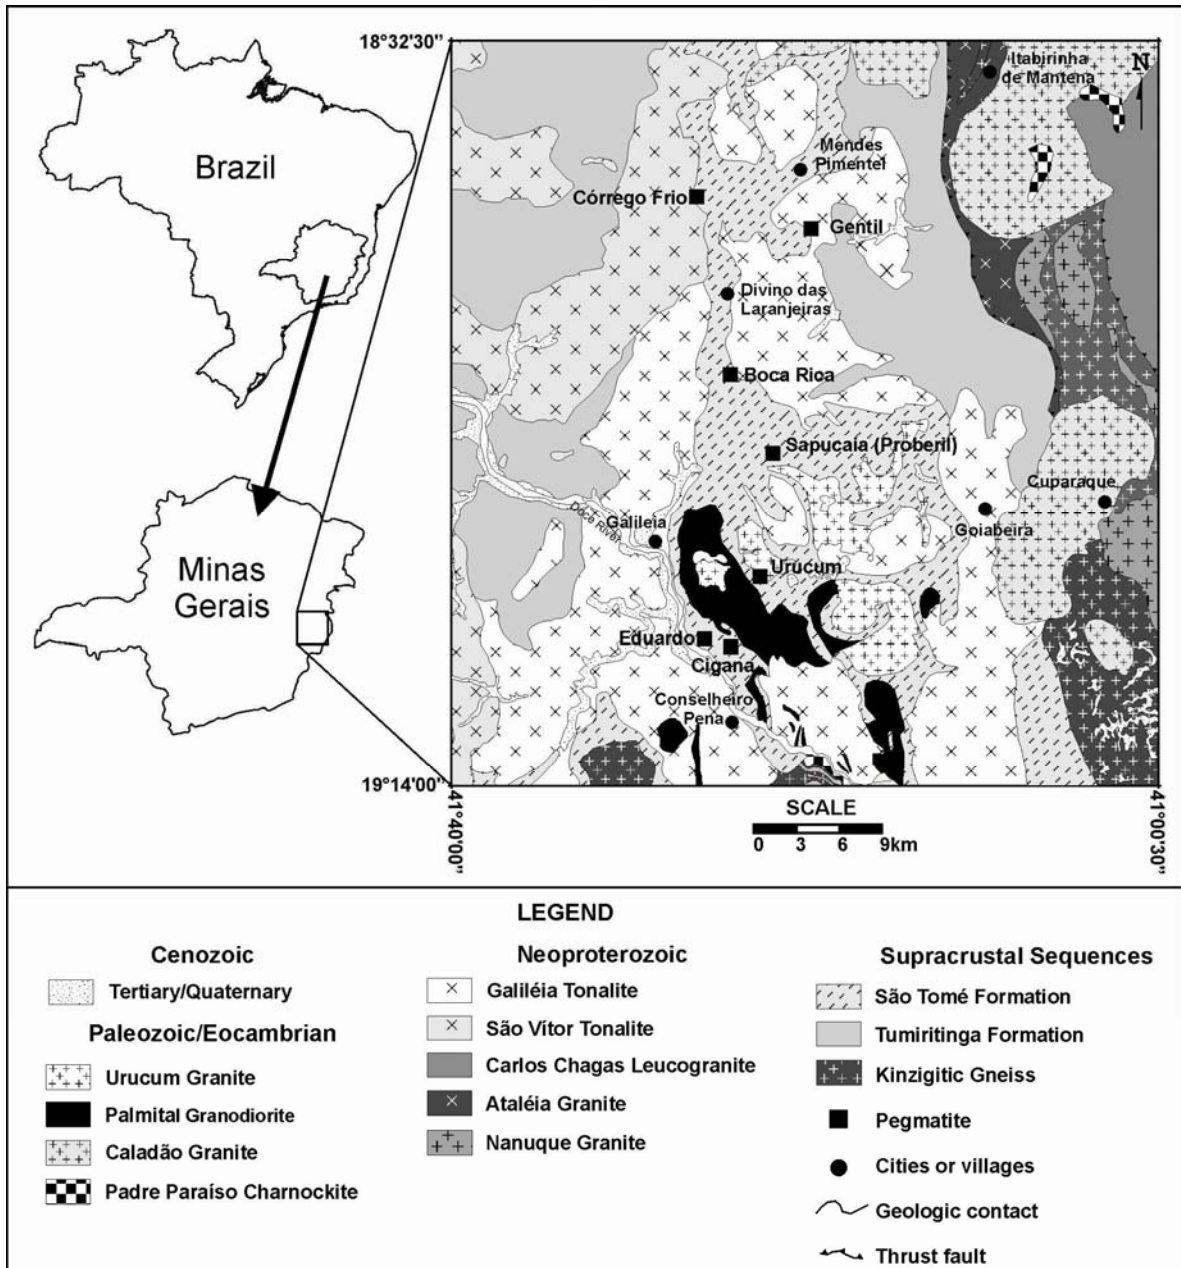 Brazil
Minas
Gerais
18°32'30"
19°14'00"
41°40'00"
41°00'30"
N
Itabirinha
de Mantena
Mendes
Pimentel
Córrego Frio
Gentil
Divino das
Laranjeiras
Boca Rica
Sapucaia (Proberil)
Cuparaque
Doce River
Galileia
Goiabeira
Urucum
Eduardo
Cigana
Conselheiro
Pena
SCALE
0 3 6 9km
LEGEND
Cenozoic
Tertiary/Quaternary
Paleozoic/Eocambrian
Urucum Granite
Palmital Granodiorite
Caladão Granite
Padre Paraíso Charnockite
Neoproterozoic
Galiléia Tonalite
São Vítor Tonalite
Carlos Chagas Leucogranite
Ataléia Granite
Nanuque Granite
Supracrustal Sequences
São Tomé Formation
Tumiritinga Formation
Kinzigitic Gneiss
Pegmatite
Cities or villages
Geologic contact
Thrust fault